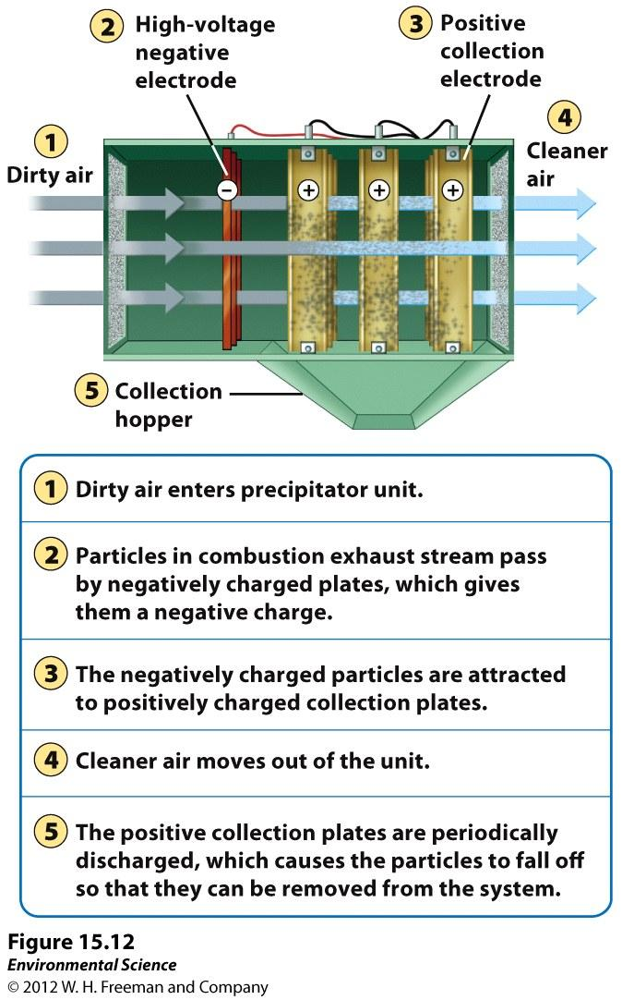 2 High-voltage
negative
electrode
3 Positive
collection
electrode
1
Dirty air
4
Cleaner
air
−
+
+
+
5 Collection
hopper
1 Dirty air enters precipitator unit.
2 Particles in combustion exhaust stream pass
by negatively charged plates, which gives
them a negative charge.
3 The negatively charged particles are attracted
to positively charged collection plates.
4 Cleaner air moves out of the unit.
5 The positive collection plates are periodically
discharged, which causes the particles to fall off
so that they can be removed from the system.
Figure 15.12
Environmental Science
© 2012 W. H. Freeman and Company